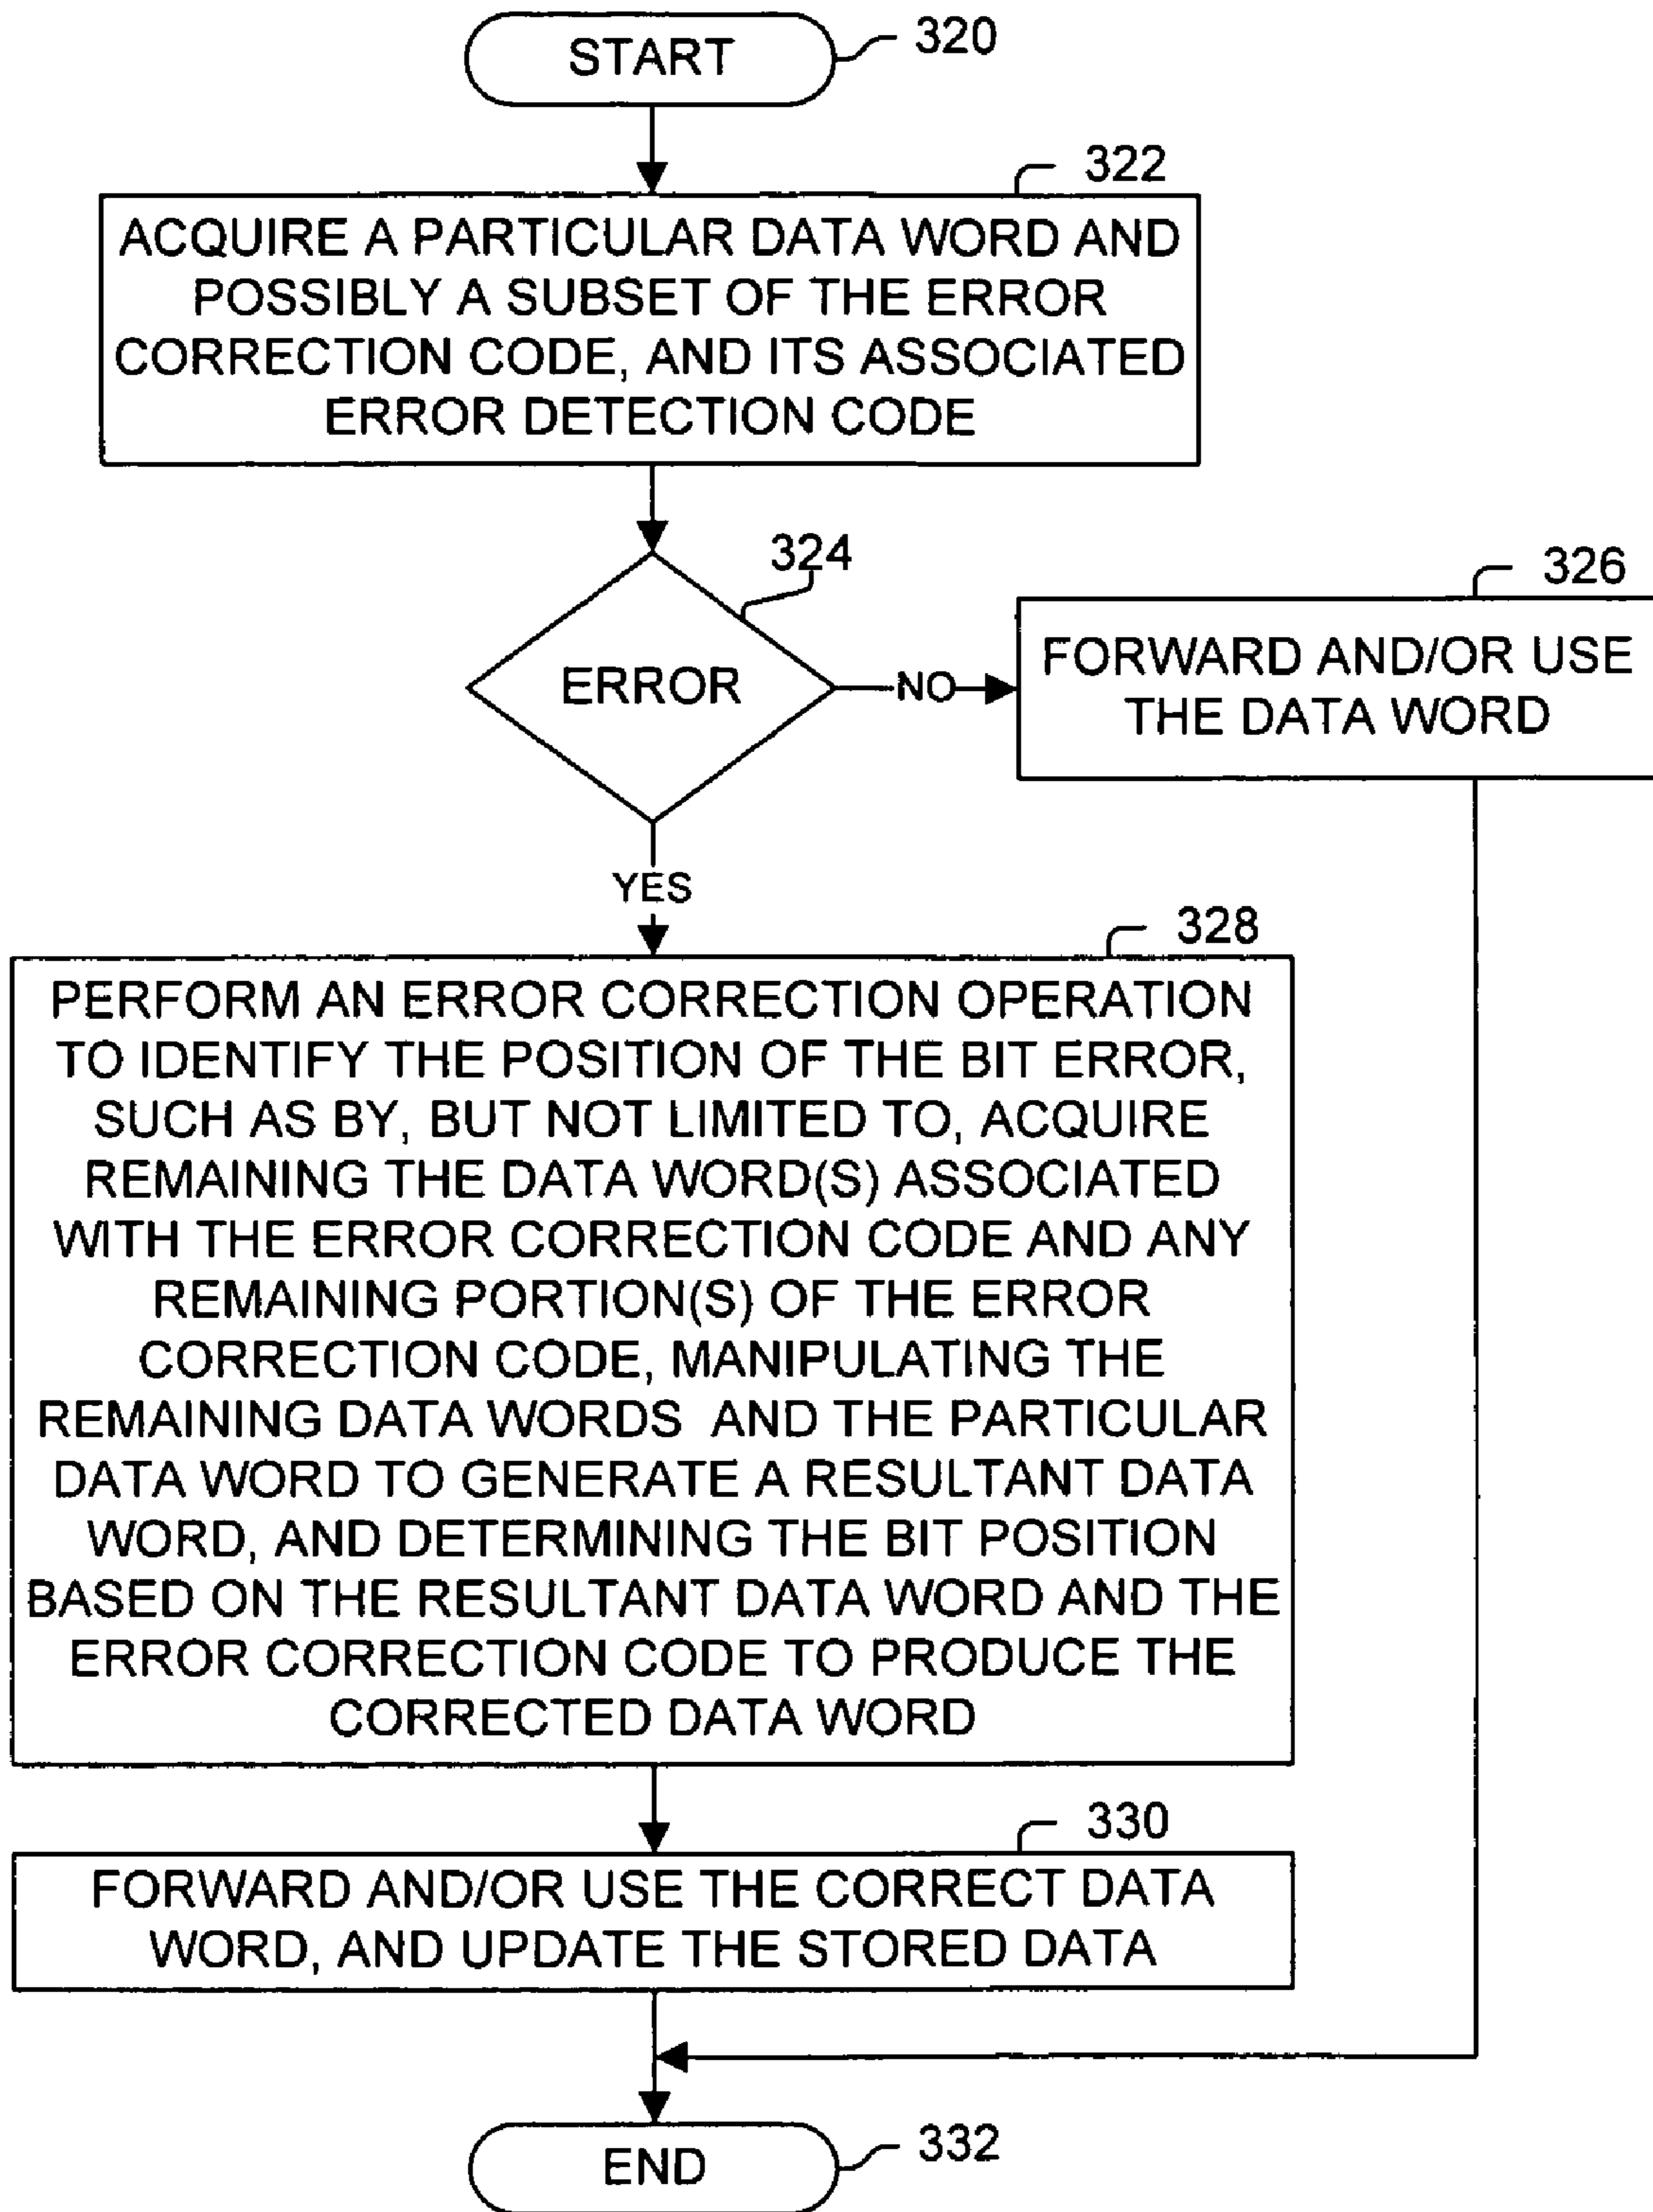 START
320
322
ACQUIRE A PARTICULAR DATA WORD AND
POSSIBLY A SUBSET OF THE ERROR
CORRECTION CODE, AND ITS ASSOCIATED
ERROR DETECTION CODE
324
ERROR
NO
326
FORWARD AND/OR USE
THE DATA WORD
YES
328
PERFORM AN ERROR CORRECTION OPERATION
TO IDENTIFY THE POSITION OF THE BIT ERROR,
SUCH AS BY, BUT NOT LIMITED TO, ACQUIRE
REMAINING THE DATA WORD(S) ASSOCIATED
WITH THE ERROR CORRECTION CODE AND ANY
REMAINING PORTION(S) OF THE ERROR
CORRECTION CODE, MANIPULATING THE
REMAINING DATA WORDS AND THE PARTICULAR
DATA WORD TO GENERATE A RESULTANT DATA
WORD, AND DETERMINING THE BIT POSITION
BASED ON THE RESULTANT DATA WORD AND THE
ERROR CORRECTION CODE TO PRODUCE THE
CORRECTED DATA WORD
330
FORWARD AND/OR USE THE CORRECT DATA
WORD, AND UPDATE THE STORED DATA
END
332